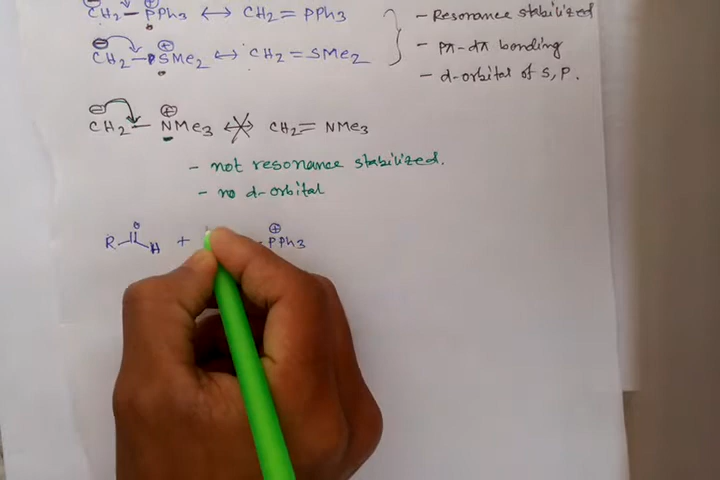 ⊖CH2–⊕PPh3 ↔ CH2=PPh3
⊖CH2–⊕SMe2 ↔ CH2=SMe2
- Resonance stabilized
- pπ-dπ bonding
- d-orbital of S, P.
⊖CH2–⊕NMe3 ↔ CH2=NMe3
- not resonance stabilized.
- no d-orbital
R O H + ⊕PPh3